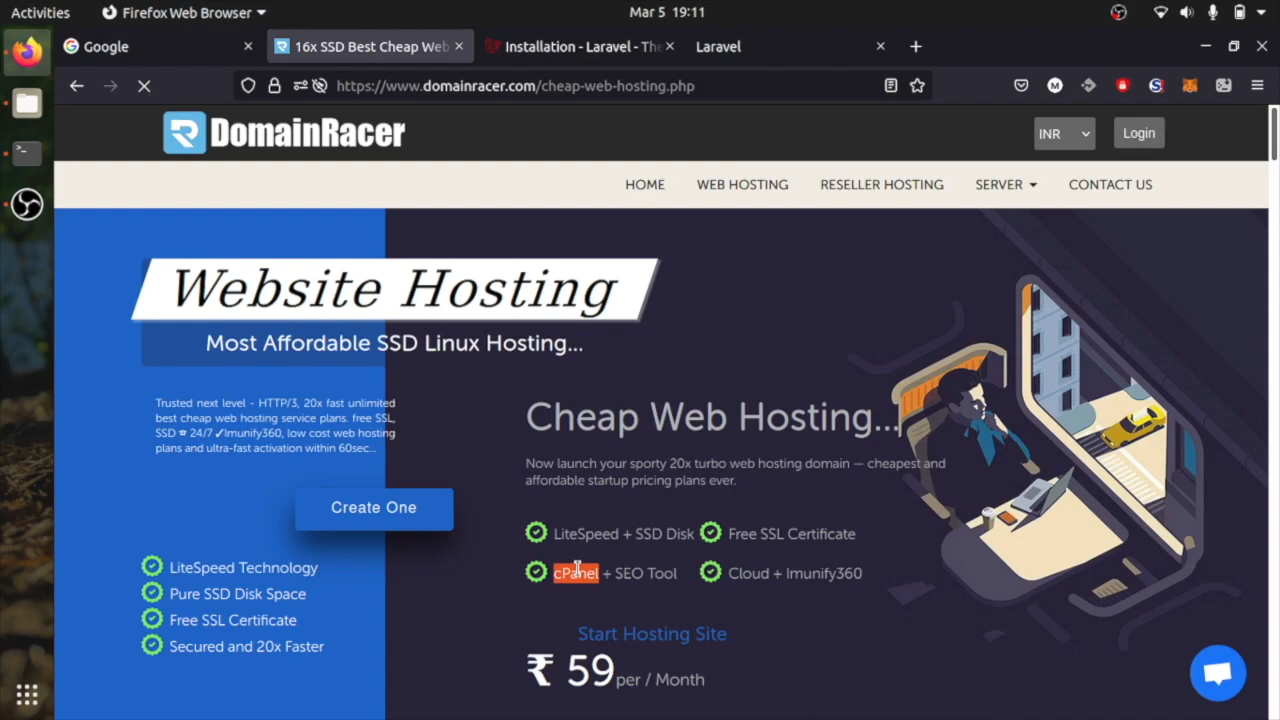 Activities
Firefox Web Browser
Mar 5 19:11
Google
16x SSD Best Cheap Web
Installation - Laravel - The
Laravel
https://www.domainracer.com/cheap-web-hosting.php
DomainRacer
INR
Login
HOME
WEB HOSTING
RESELLER HOSTING
SERVER
CONTACT US
Website Hosting
Most Affordable SSD Linux Hosting...
Trusted next level - HTTP/3, 20x fast unlimited
best cheap web hosting service plans. free SSL,
SSD ☎ 24/7 ✓Imunify360, low cost web hosting
plans and ultra-fast activation within 60sec...
Create One
LiteSpeed Technology
Pure SSD Disk Space
Free SSL Certificate
Secured and 20x Faster
Cheap Web Hosting...
Now launch your sporty 20x turbo web hosting domain — cheapest and
affordable startup pricing plans ever.
LiteSpeed + SSD Disk
Free SSL Certificate
cPanel + SEO Tool
Cloud + Imunify360
Start Hosting Site
₹ 59 per / Month